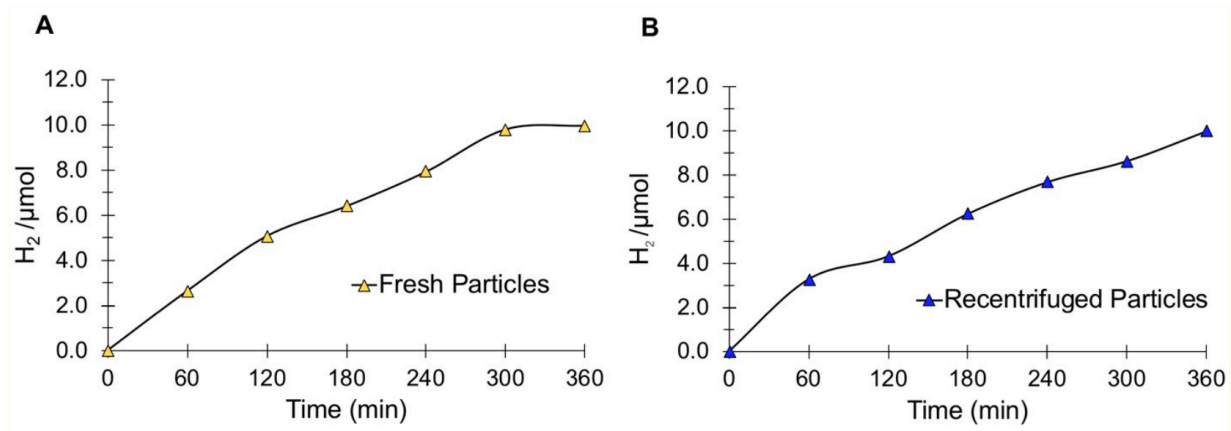 A
12.0
10.0
8.0
6.0
4.0
2.0
0.0
H₂ /μmol
Fresh Particles
0 60 120 180 240 300 360
Time (min)
B
12.0
10.0
8.0
6.0
4.0
2.0
0.0
H₂ /μmol
Recentrifuged Particles
0 60 120 180 240 300 360
Time (min)